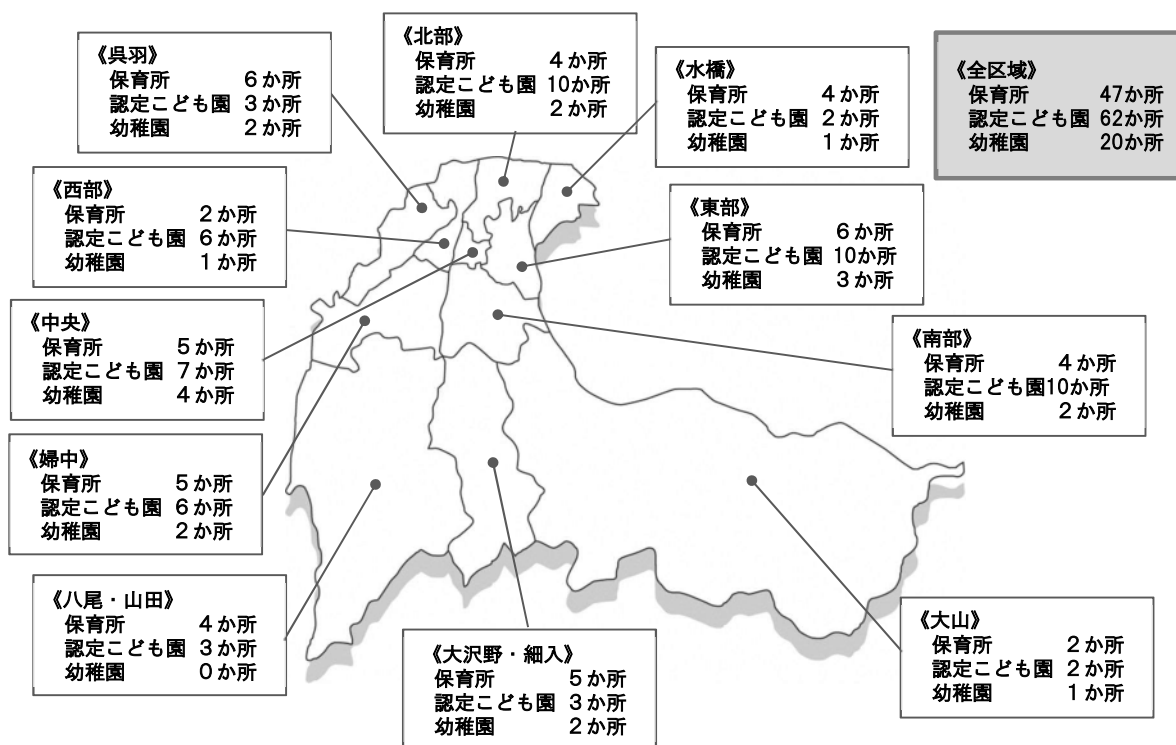 《呉羽》
保育所 6か所
認定こども園 3か所
幼稚園 2か所
《北部》
保育所 4か所
認定こども園 10か所
幼稚園 2か所
《水橋》
保育所 4か所
認定こども園 2か所
幼稚園 1か所
《全区域》
保育所 47か所
認定こども園 62か所
幼稚園 20か所
《西部》
保育所 2か所
認定こども園 6か所
幼稚園 1か所
《東部》
保育所 6か所
認定こども園 10か所
幼稚園 3か所
《中央》
保育所 5か所
認定こども園 7か所
幼稚園 4か所
《南部》
保育所 4か所
認定こども園10か所
幼稚園 2か所
《婦中》
保育所 5か所
認定こども園 6か所
幼稚園 2か所
《八尾・山田》
保育所 4か所
認定こども園 3か所
幼稚園 0か所
《大沢野・細入》
保育所 5か所
認定こども園 3か所
幼稚園 2か所
《大山》
保育所 2か所
認定こども園 2か所
幼稚園 1か所